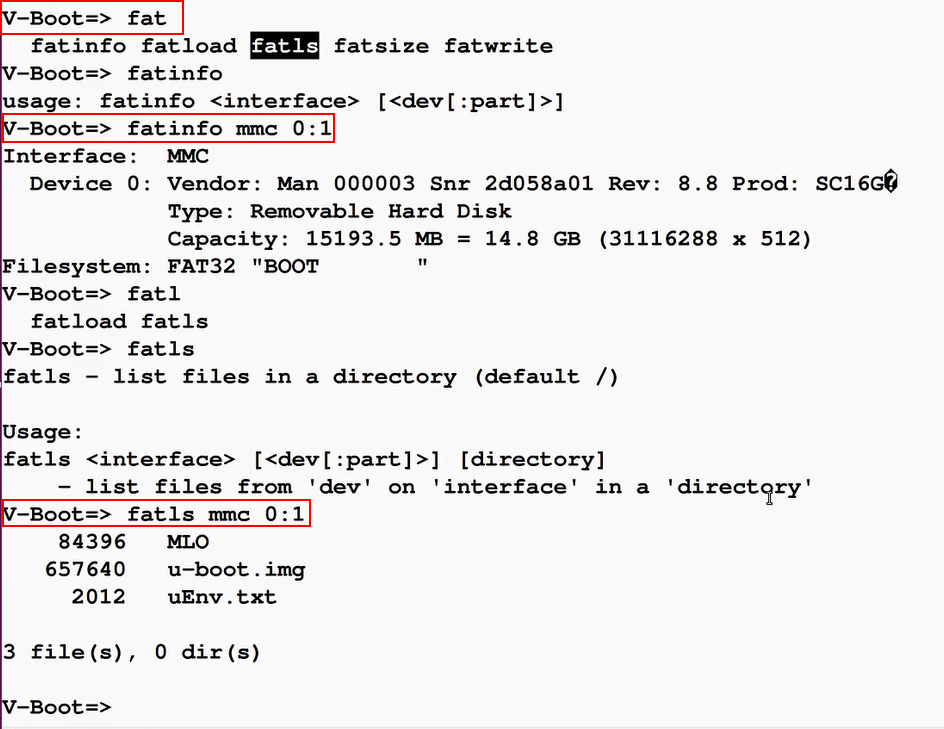 V-Boot=> fat
fatinfo fatload fatls fatsize fatwrite
V-Boot=> fatinfo
usage: fatinfo <interface> [<dev[:part]>]
V-Boot=> fatinfo mmc 0:1
Interface:  MMC
  Device 0: Vendor: Man 000003 Snr 2d058a01 Rev: 8.8 Prod: SC16G�
            Type: Removable Hard Disk
            Capacity: 15193.5 MB = 14.8 GB (31116288 x 512)
Filesystem: FAT32 "BOOT       "
V-Boot=> fatl
  fatload fatls
V-Boot=> fatls
fatls - list files in a directory (default /)
Usage:
fatls <interface> [<dev[:part]>] [directory]
    - list files from 'dev' on 'interface' in a 'directory'
V-Boot=> fatls mmc 0:1
    84396   MLO
   657640   u-boot.img
     2012   uEnv.txt
3 file(s), 0 dir(s)
V-Boot=>